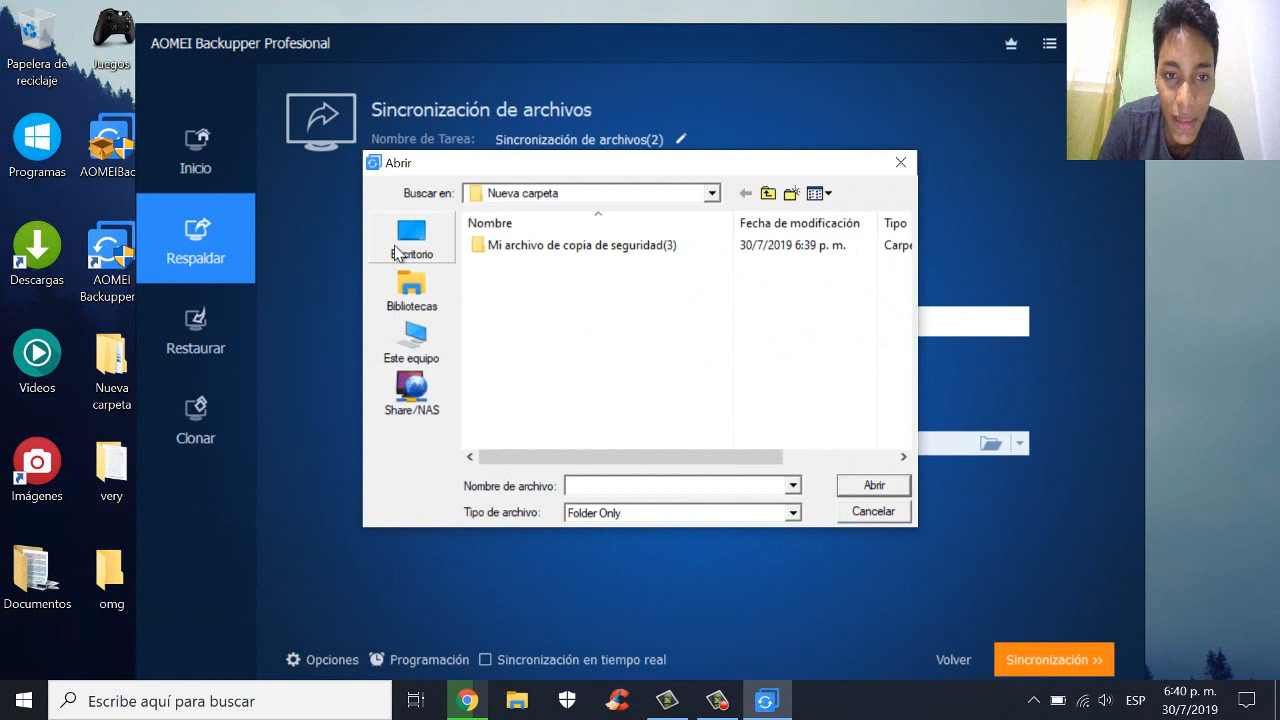 Papelera de
reciclaje
Juegos
Programas
AOMEIBac
Descargas
AOMEI
Backupper
Videos
Nueva
carpeta
Imágenes
very
Documentos
omg
AOMEI Backupper Profesional
Inicio
Respaldar
Restaurar
Clonar
Sincronización de archivos
Nombre de Tarea: Sincronización de archivos(2)
Abrir
Buscar en: Nueva carpeta
Escritorio
Bibliotecas
Este equipo
Share/NAS
Nombre Fecha de modificación Tipo
Mi archivo de copia de seguridad(3) 30/7/2019 6:39 p. m. Carpe
Nombre de archivo: Abrir
Tipo de archivo: Folder Only Cancelar
Opciones Programación Sincronización en tiempo real Volver Sincronización >>
Escribe aquí para buscar
ESP
6:40 p. m.
30/7/2019